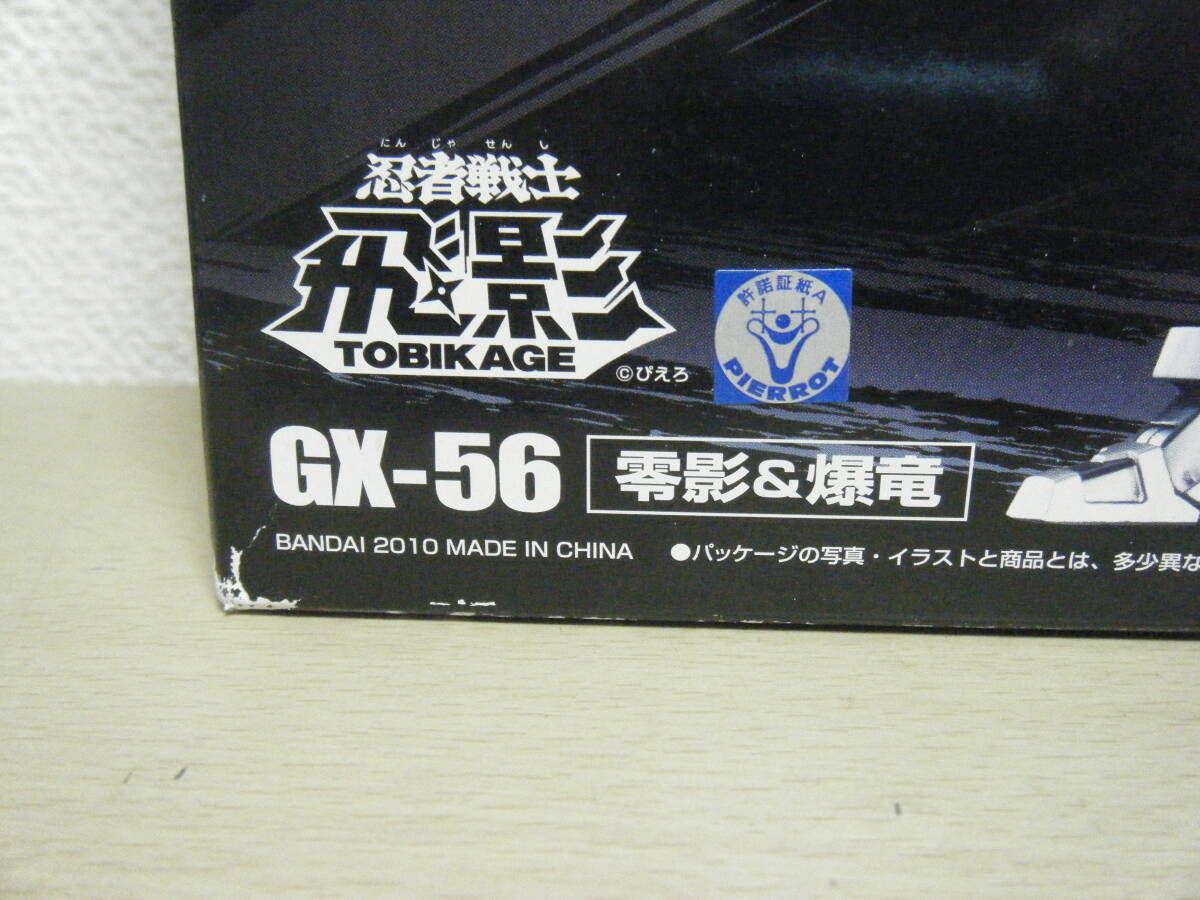 にんじゃせんし
忍者戦士
飛影
TOBIKAGE
©ぴえろ
許諾証紙A
PIERROT
GX-56
零影&爆竜
BANDAI 2010 MADE IN CHINA
●パッケージの写真・イラストと商品とは、多少異な